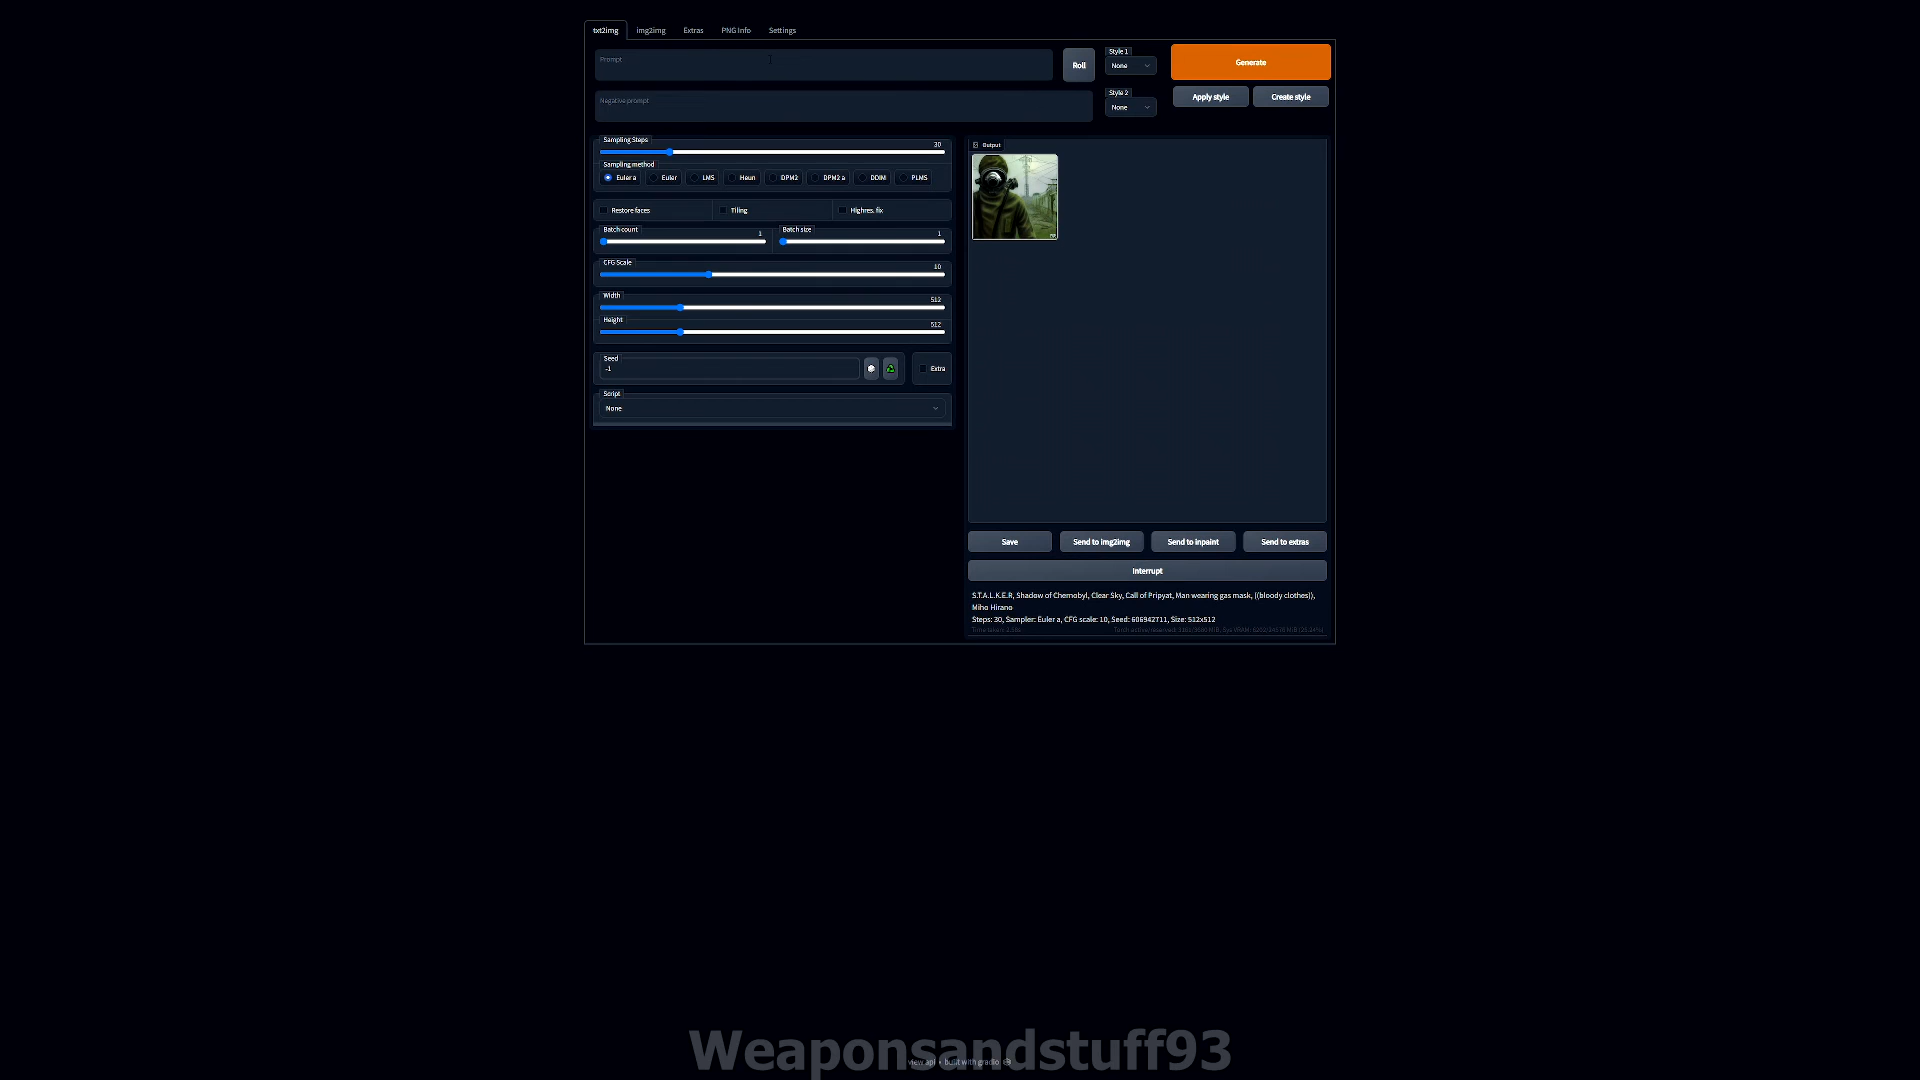 txt2img img2img Extras PNG Info Settings
Prompt
Roll
Style 1
None
Generate
Negative prompt
Style 2
None
Apply style Create style
Sampling Steps
30
Sampling method
Euler a Euler LMS Heun DPM2 DPM2 a DDIM PLMS
Restore faces Tiling Highres. fix
Batch count
1
Batch size
1
CFG Scale
10
Width
512
Height
512
Seed
-1
Extra
Script
None
Output
Save Send to img2img Send to inpaint Send to extras
Interrupt
S.T.A.L.K.E.R, Shadow of Chernobyl, Clear Sky, Call of Pripyat, Man wearing gas mask, ((bloody clothes)),
Miho Hirano
Steps: 30, Sampler: Euler a, CFG scale: 10, Seed: 606942711, Size: 512x512
Weaponsandstuff93
view api • built with gradio